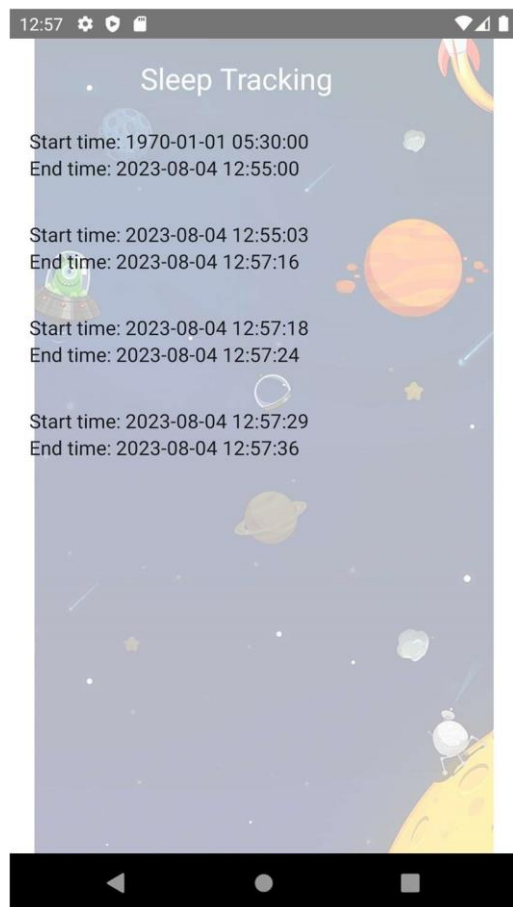 12:57
Sleep Tracking
Start time: 1970-01-01 05:30:00
End time: 2023-08-04 12:55:00
Start time: 2023-08-04 12:55:03
End time: 2023-08-04 12:57:16
Start time: 2023-08-04 12:57:18
End time: 2023-08-04 12:57:24
Start time: 2023-08-04 12:57:29
End time: 2023-08-04 12:57:36